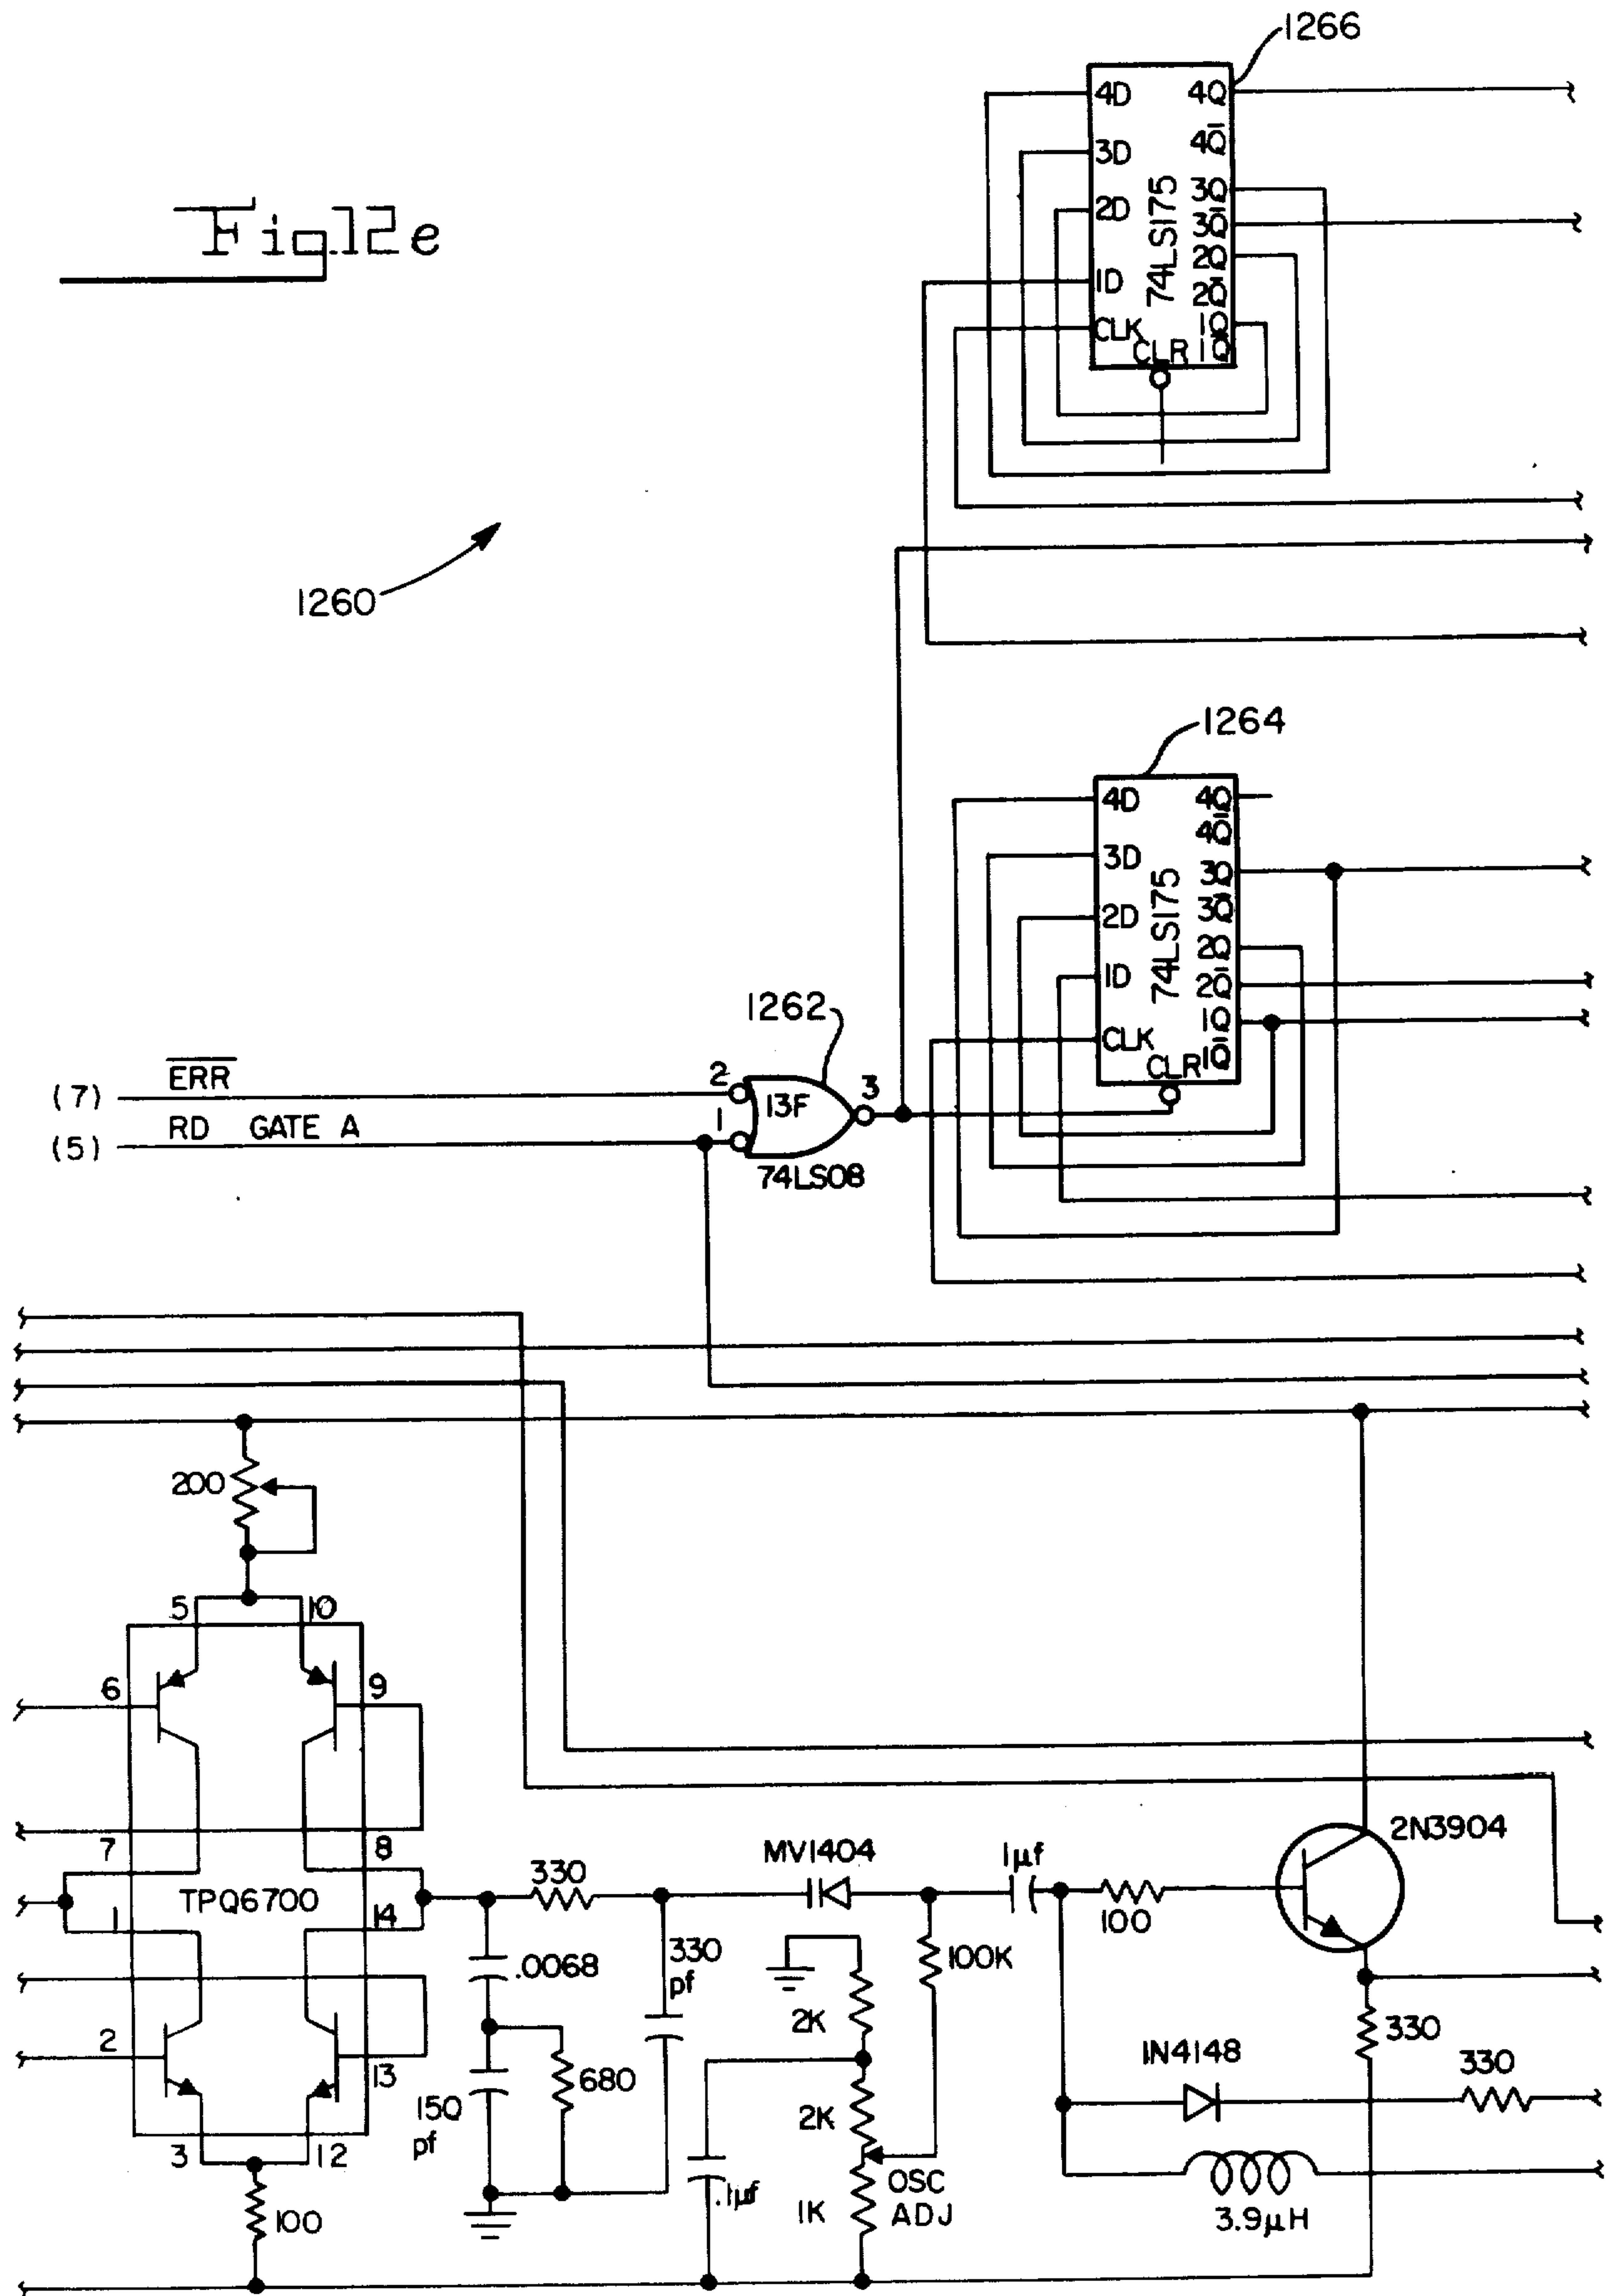 1266
4D 4Q
4Q̅
3D
3Q
2D 3Q̅
74LS175
2Q
1D 2Q̅
CLK 1Q
CLR 1Q̅
Fig.12e
1260
1264
4D 4Q
4Q̅
3D 3Q
3Q̅
2D
74LS175
2Q
1D 2Q̅
1Q
CLK
CLR 1Q̅
1262
(7) E̅R̅R̅ 2
13F 3
(5) RD GATE A 1
74LS08
200
5 10
6 9
7 8
TPQ6700
1 14
2 13
3 12
100
330
MV1404
1µf
100
2N3904
.0068
330
pf
100K
2K
330
680
150
pf
2K
1N4148
330
.1µf
1K
OSC
ADJ
3.9µH